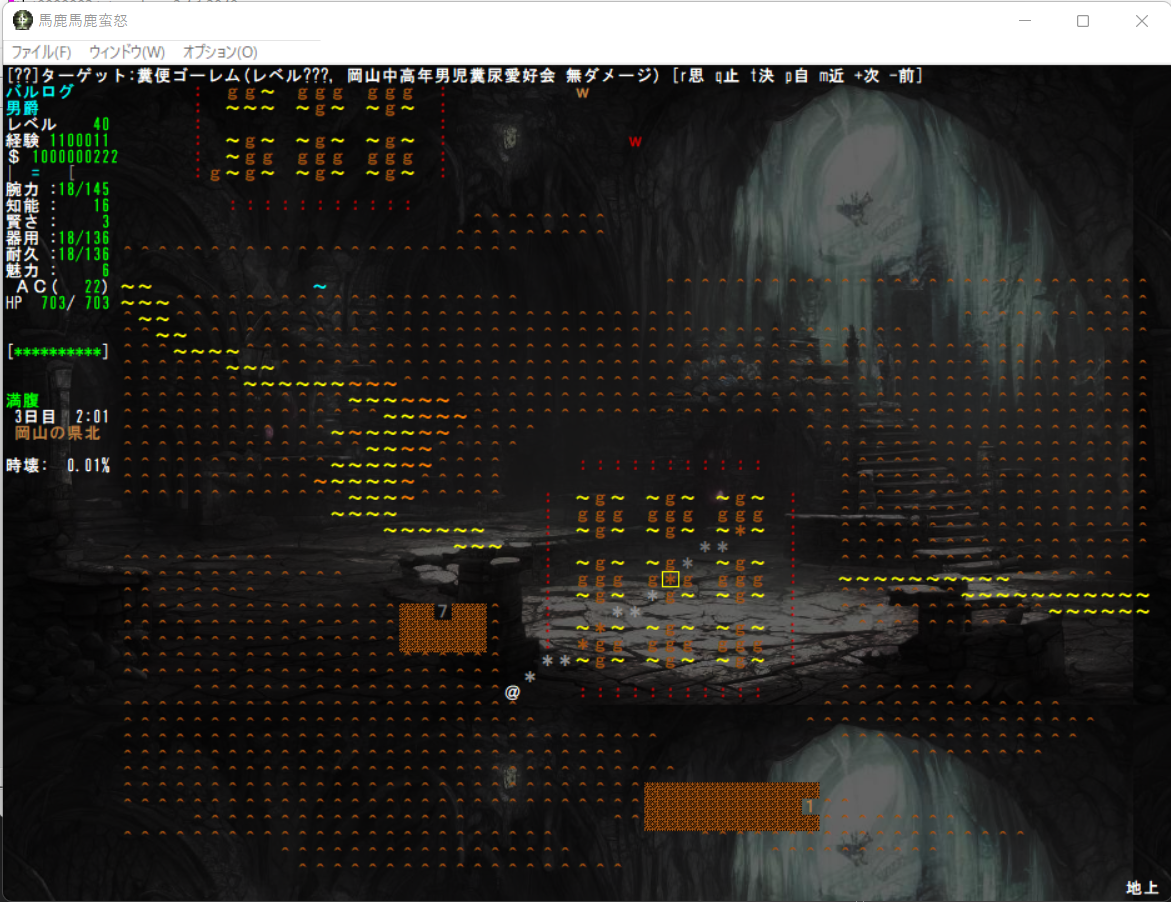 馬鹿馬鹿蛮怒
ファイル(F) ウィンドウ(W) オプション(O)
[??]ターゲット:糞便ゴーレム(レベル???, 岡山中高年男児糞尿愛好会 無ダメージ) [r思 q止 t決 p自 m近 +次 -前]
バルログ
男爵
レベル 40
経験 1100011
$ 1000000222
| = [
腕力 :18/145
知能 : 16
賢さ : 3
器用 :18/136
耐久 :18/136
魅力 : 6
AC( 22)
HP 703/ 703
[**********]
満腹
3日目 2:01
岡山の県北
時壊: 0.01%
w
w
7
@
1
地上